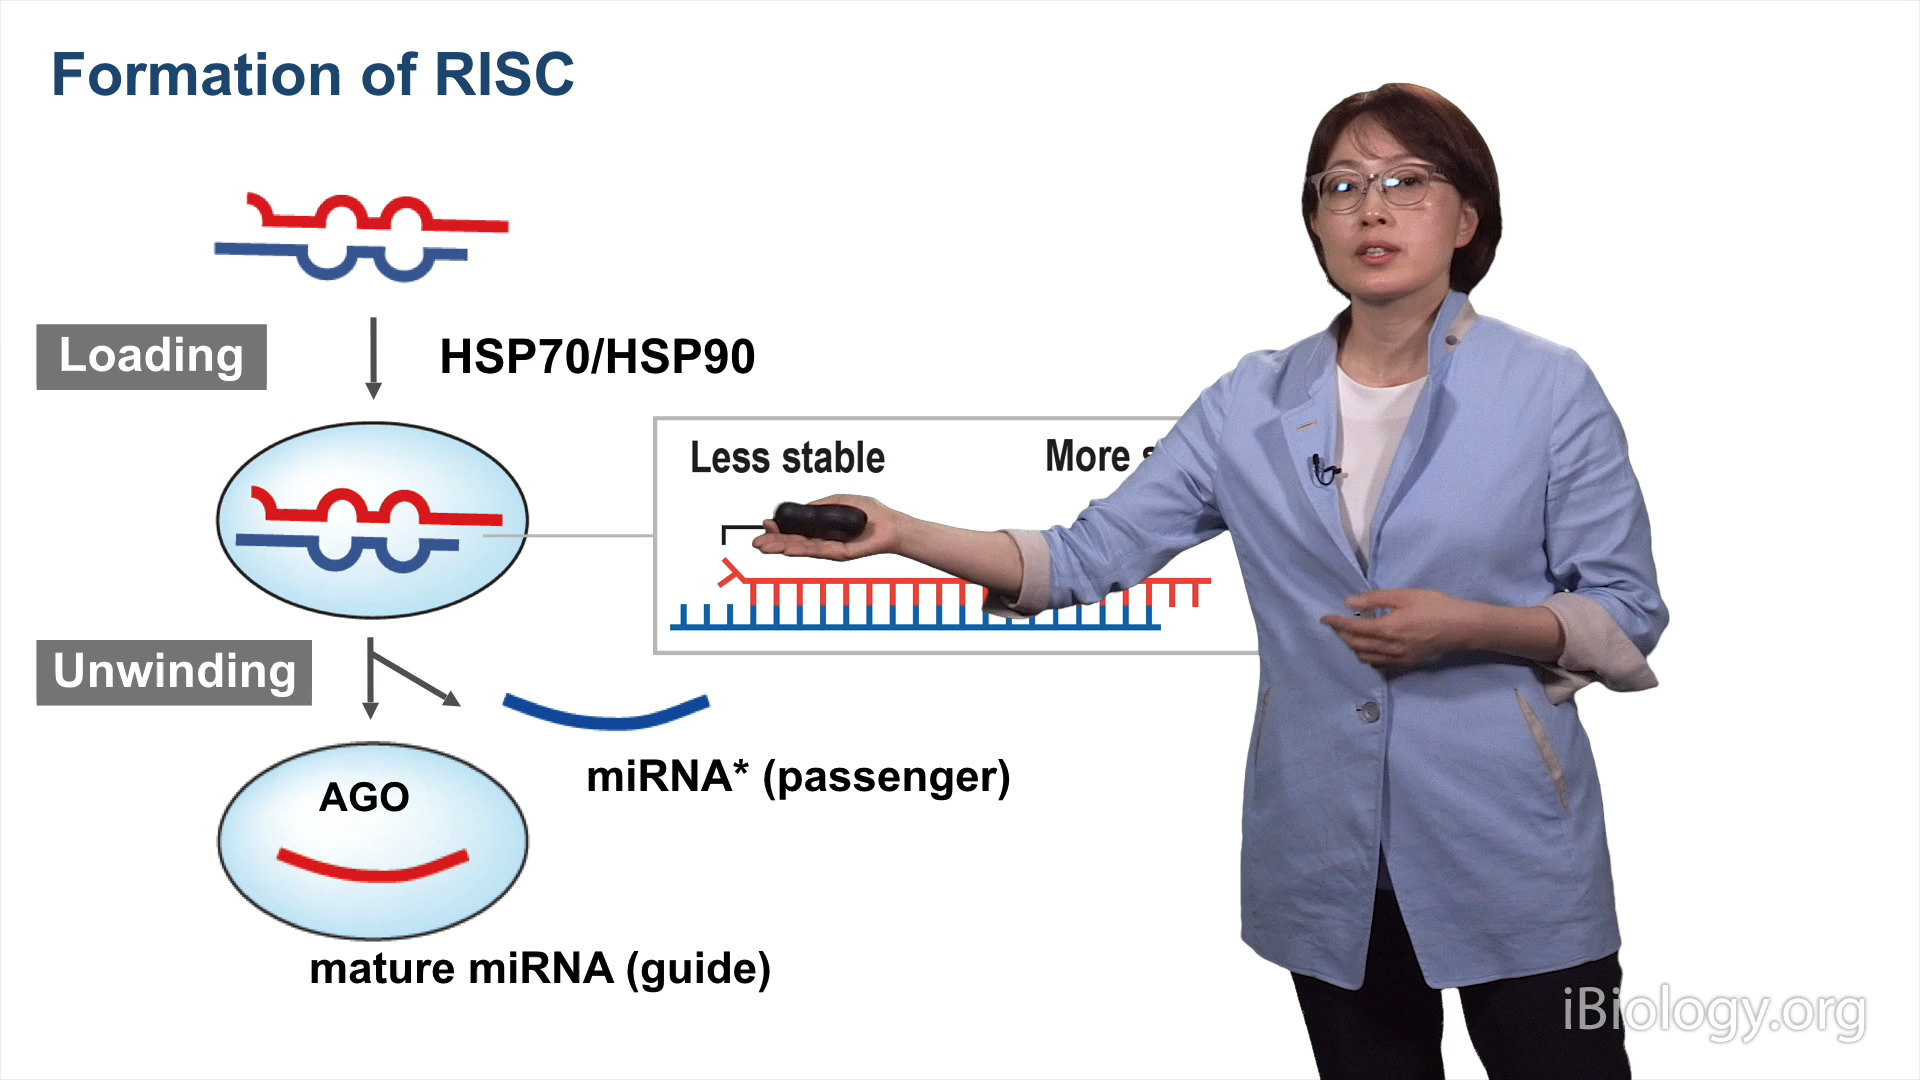 Formation of RISC
Loading
HSP70/HSP90
Less stable
More
Unwinding
miRNA* (passenger)
AGO
mature miRNA (guide)
iBiology.org